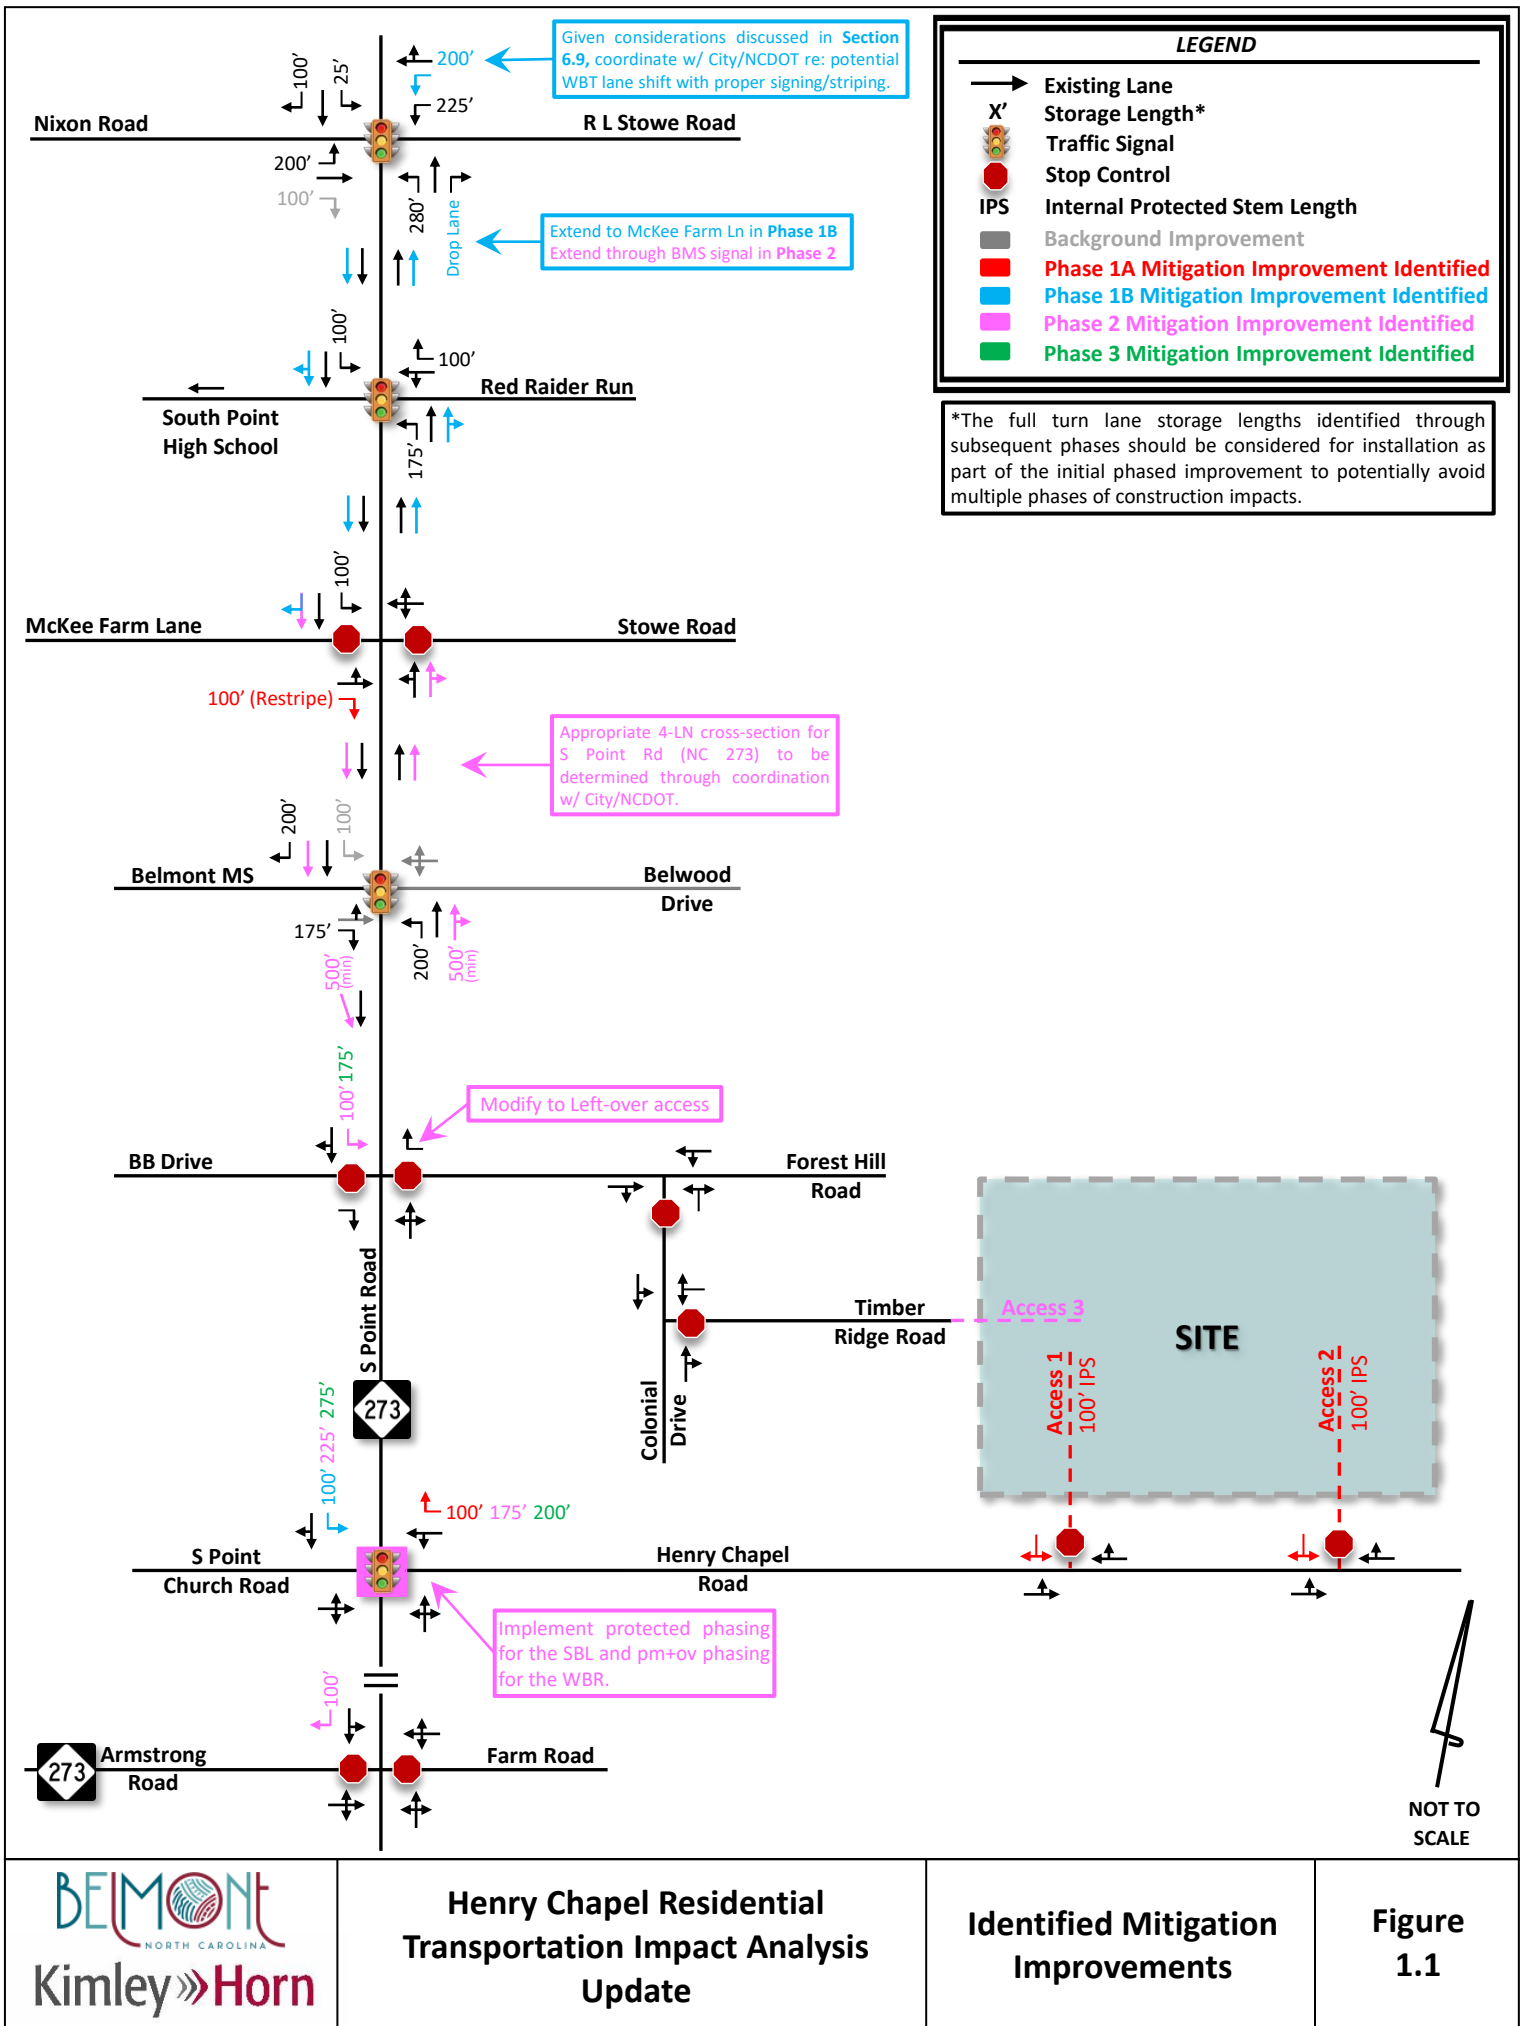 Given considerations discussed in Section
6.9, coordinate w/ City/NCDOT re: potential
WBT lane shift with proper signing/striping.
LEGEND
Existing Lane
X' Storage Length*
Traffic Signal
Stop Control
IPS Internal Protected Stem Length
Background Improvement
Phase 1A Mitigation Improvement Identified
Phase 1B Mitigation Improvement Identified
Phase 2 Mitigation Improvement Identified
Phase 3 Mitigation Improvement Identified
*The full turn lane storage lengths identified through
subsequent phases should be considered for installation as
part of the initial phased improvement to potentially avoid
multiple phases of construction impacts.
100'
25'
200'
225'
Nixon Road
R L Stowe Road
200'
100'
280'
Drop Lane
Extend to McKee Farm Ln in Phase 1B
Extend through BMS signal in Phase 2
100'
100'
Red Raider Run
South Point
High School
175'
100'
McKee Farm Lane
Stowe Road
100' (Restripe)
Appropriate 4-LN cross-section for
S Point Rd (NC 273) to be
determined through coordination
w/ City/NCDOT.
200'
100'
Belmont MS
Belwood
Drive
175'
200'
500'
(min)
500'
(min)
100' 175'
Modify to Left-over access
BB Drive
Forest Hill
Road
S Point Road
273
Timber
Ridge Road
Colonial
Drive
Access 3
SITE
Access 1
100' IPS
Access 2
100' IPS
100' 225' 275'
100' 175' 200'
S Point
Church Road
Henry Chapel
Road
Implement protected phasing
for the SBL and pm+ov phasing
for the WBR.
100'
273
Armstrong
Road
Farm Road
NOT TO
SCALE
BELMONT
NORTH CAROLINA
Kimley»Horn
Henry Chapel Residential
Transportation Impact Analysis
Update
Identified Mitigation
Improvements
Figure
1.1